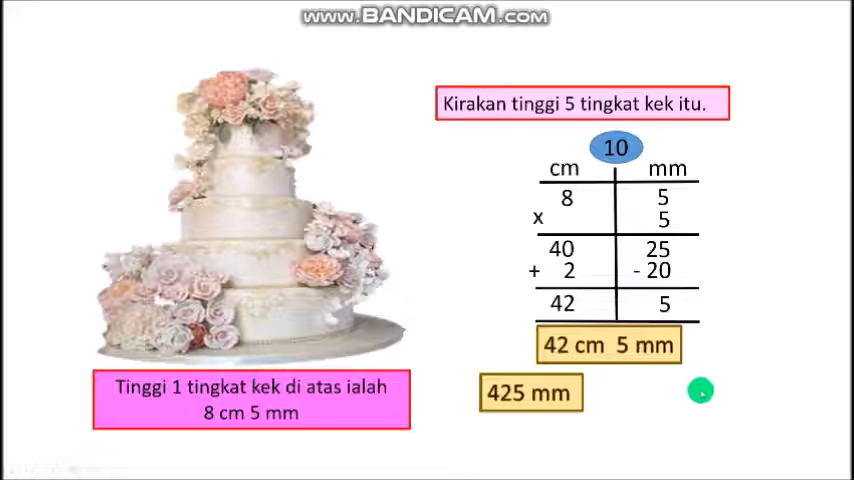 www.BANDICAM.com
Kirakan tinggi 5 tingkat kek itu.
10
cm mm
8 5
x 5
40 25
+ 2 - 20
42 5
42 cm 5 mm
425 mm
Tinggi 1 tingkat kek di atas ialah
8 cm 5 mm